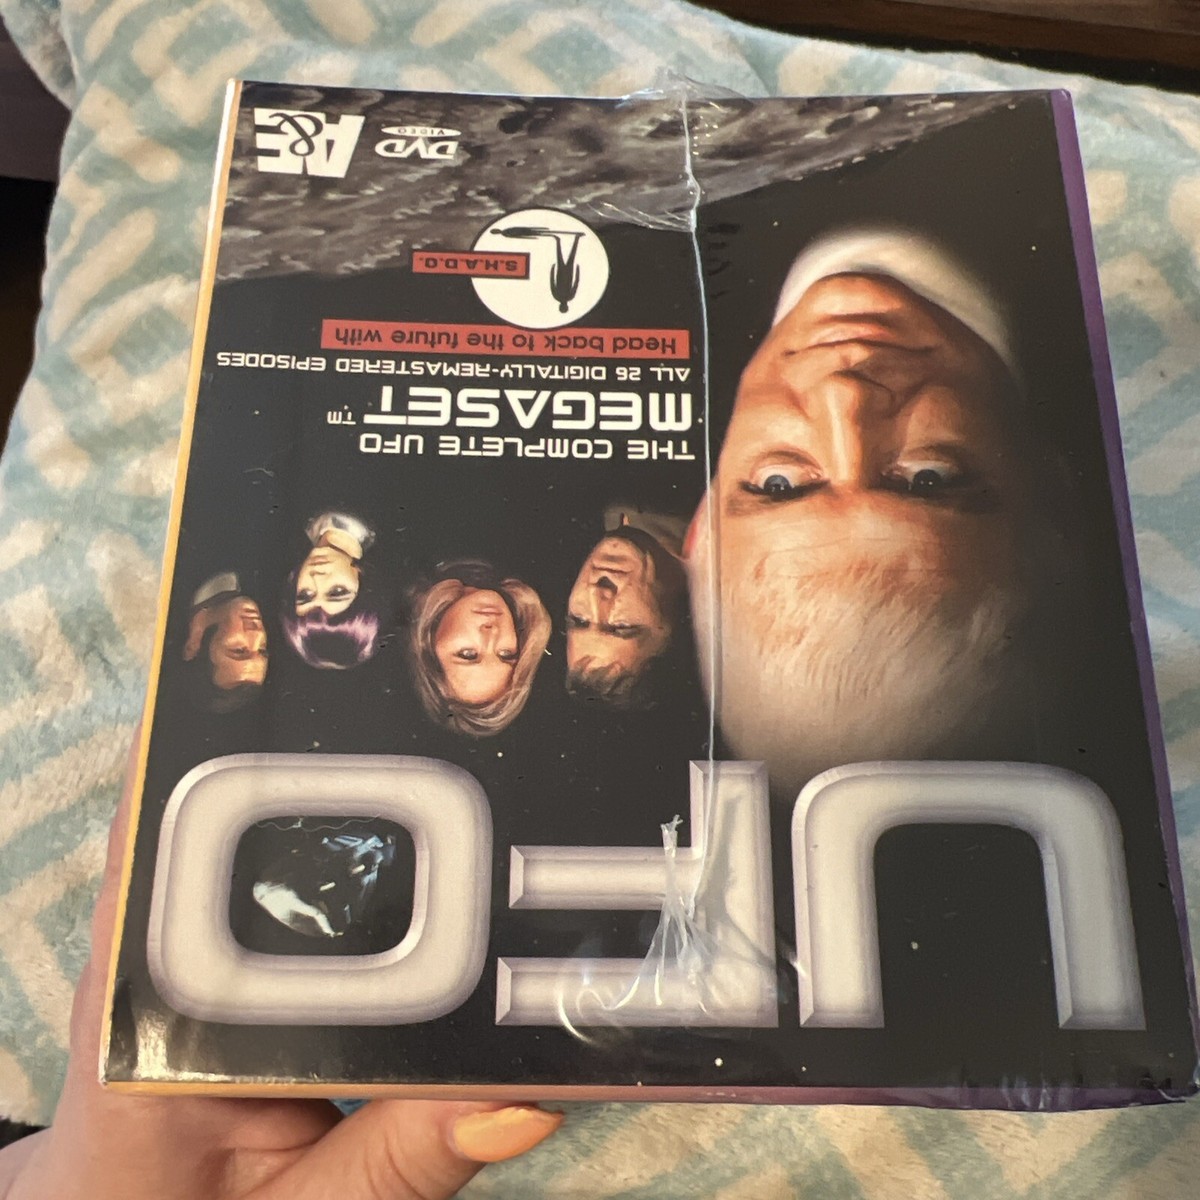 UFO
THE COMPLETE UFO
MEGASET™
ALL 26 DIGITALLY-REMASTERED EPISODES
Head back to the future with
S.H.A.D.O.
DVD
VIDEO
A&E